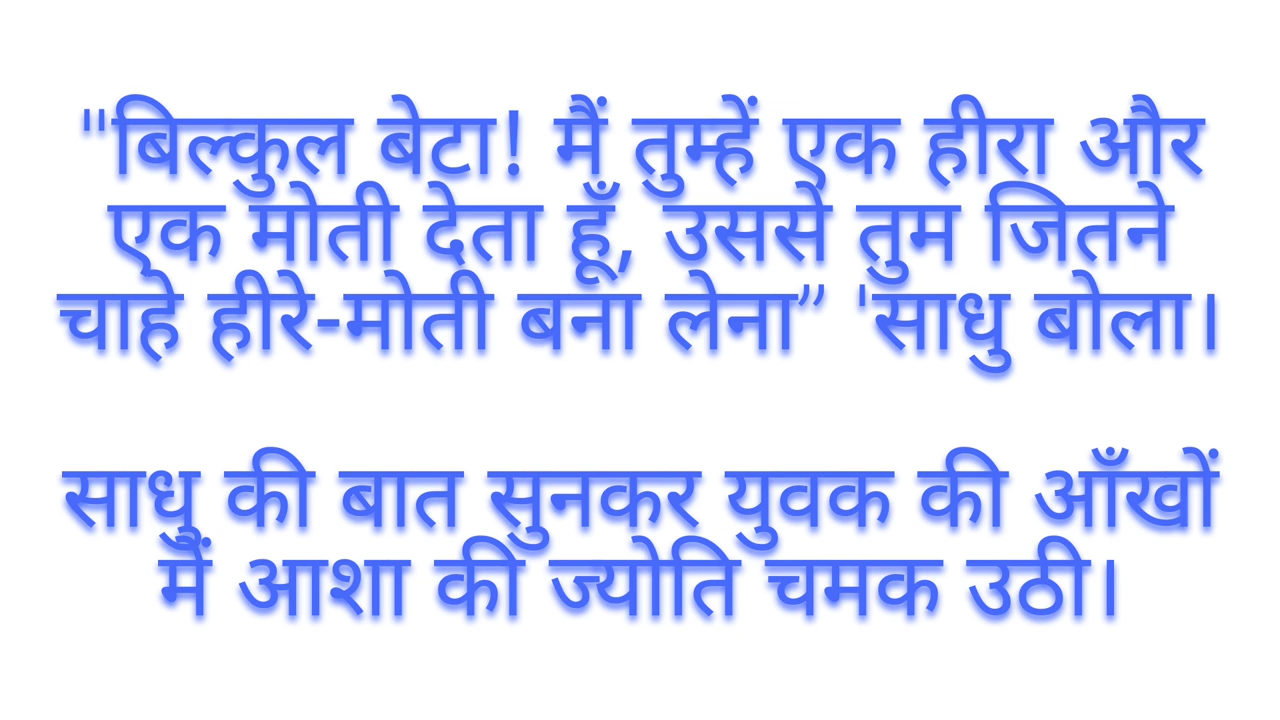 "बिल्कुल बेटा! मैं तुम्हें एक हीरा और
एक मोती देता हूँ, उससे तुम जितने
चाहे हीरे-मोती बना लेना” 'साधु बोला।
साधु की बात सुनकर युवक की आँखों
में आशा की ज्योति चमक उठी।